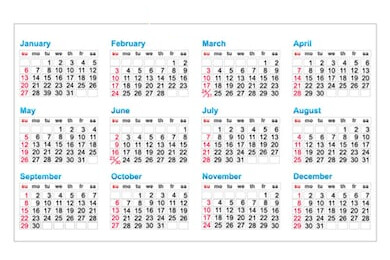 January
su mo tu we th fr sa
1 2 3 4 5
6 7 8 9 10 11 12
13 14 15 16 17 18 19
20 21 22 23 24 25 26
27 28 29 30 31
February
su mo tu we th fr sa
1 2
3 4 5 6 7 8 9
10 11 12 13 14 15 16
17 18 19 20 21 22 23
24 25 26 27 28
March
su mo tu we th fr sa
1 2
3 4 5 6 7 8 9
10 11 12 13 14 15 16
17 18 19 20 21 22 23
24/31 25 26 27 28 29 30
April
su mo tu we th fr sa
1 2 3 4 5 6
7 8 9 10 11 12 13
14 15 16 17 18 19 20
21 22 23 24 25 26 27
28 29 30
May
su mo tu we th fr sa
1 2 3 4
5 6 7 8 9 10 11
12 13 14 15 16 17 18
19 20 21 22 23 24 25
26 27 28 29 30 31
June
su mo tu we th fr sa
1
2 3 4 5 6 7 8
9 10 11 12 13 14 15
16 17 18 19 20 21 22
23/30 24 25 26 27 28 29
July
su mo tu we th fr sa
1 2 3 4 5 6
7 8 9 10 11 12 13
14 15 16 17 18 19 20
21 22 23 24 25 26 27
28 29 30 31
August
su mo tu we th fr sa
1 2 3
4 5 6 7 8 9 10
11 12 13 14 15 16 17
18 19 20 21 22 23 24
25 26 27 28 29 30 31
September
su mo tu we th fr sa
1 2 3 4 5 6 7
8 9 10 11 12 13 14
15 16 17 18 19 20 21
22 23 24 25 26 27 28
29 30
October
su mo tu we th fr sa
1 2 3 4 5
6 7 8 9 10 11 12
13 14 15 16 17 18 19
20 21 22 23 24 25 26
27 28 29 30 31
November
su mo tu we th fr sa
1 2
3 4 5 6 7 8 9
10 11 12 13 14 15 16
17 18 19 20 21 22 23
24 25 26 27 28 29 30
December
su mo tu we th fr sa
1 2 3 4 5 6 7
8 9 10 11 12 13 14
15 16 17 18 19 20 21
22 23 24 25 26 27 28
29 30 31